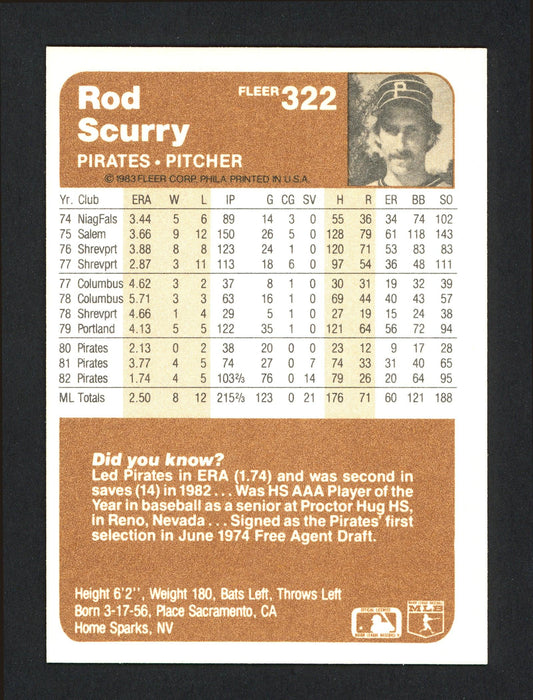 Rod
Scurry
FLEER 322
PIRATES • PITCHER
© 1983 FLEER CORP. PHILA. PRINTED IN U.S.A.
P
Yr. Club ERA W L IP G CG SV H R ER BB SO
74 NiagFals 3.44 5 6 89 14 3 0 55 36 34 74 102
75 Salem 3.66 9 12 150 26 5 0 128 79 61 118 143
76 Shrevprt 3.88 8 8 123 24 1 0 120 71 53 83 83
77 Shrevprt 2.87 3 11 113 18 6 0 97 54 36 48 111
77 Columbus 4.62 3 2 37 8 1 0 30 31 19 32 39
78 Columbus 5.71 3 3 63 16 1 0 69 44 40 43 57
78 Shrevprt 4.66 1 4 29 5 1 0 27 19 15 24 38
79 Portland 4.13 5 5 122 35 1 0 121 64 56 72 94
80 Pirates 2.13 0 2 38 20 0 0 23 12 9 17 28
81 Pirates 3.77 4 5 74 27 0 7 74 33 31 40 65
82 Pirates 1.74 4 5 103⅔ 76 0 14 79 26 20 64 95
ML Totals 2.50 8 12 215⅔ 123 0 21 176 71 60 121 188
Did you know?
Led Pirates in ERA (1.74) and was second in
saves (14) in 1982 . . . Was HS AAA Player of the
Year in baseball as a senior at Proctor Hug HS,
In Reno, Nevada . . . Signed as the Pirates' first
selection in June 1974 Free Agent Draft.
Height 6'2'', Weight 180, Bats Left, Throws Left
Born 3-17-56, Place Sacramento, CA
Home Sparks, NV
MLB